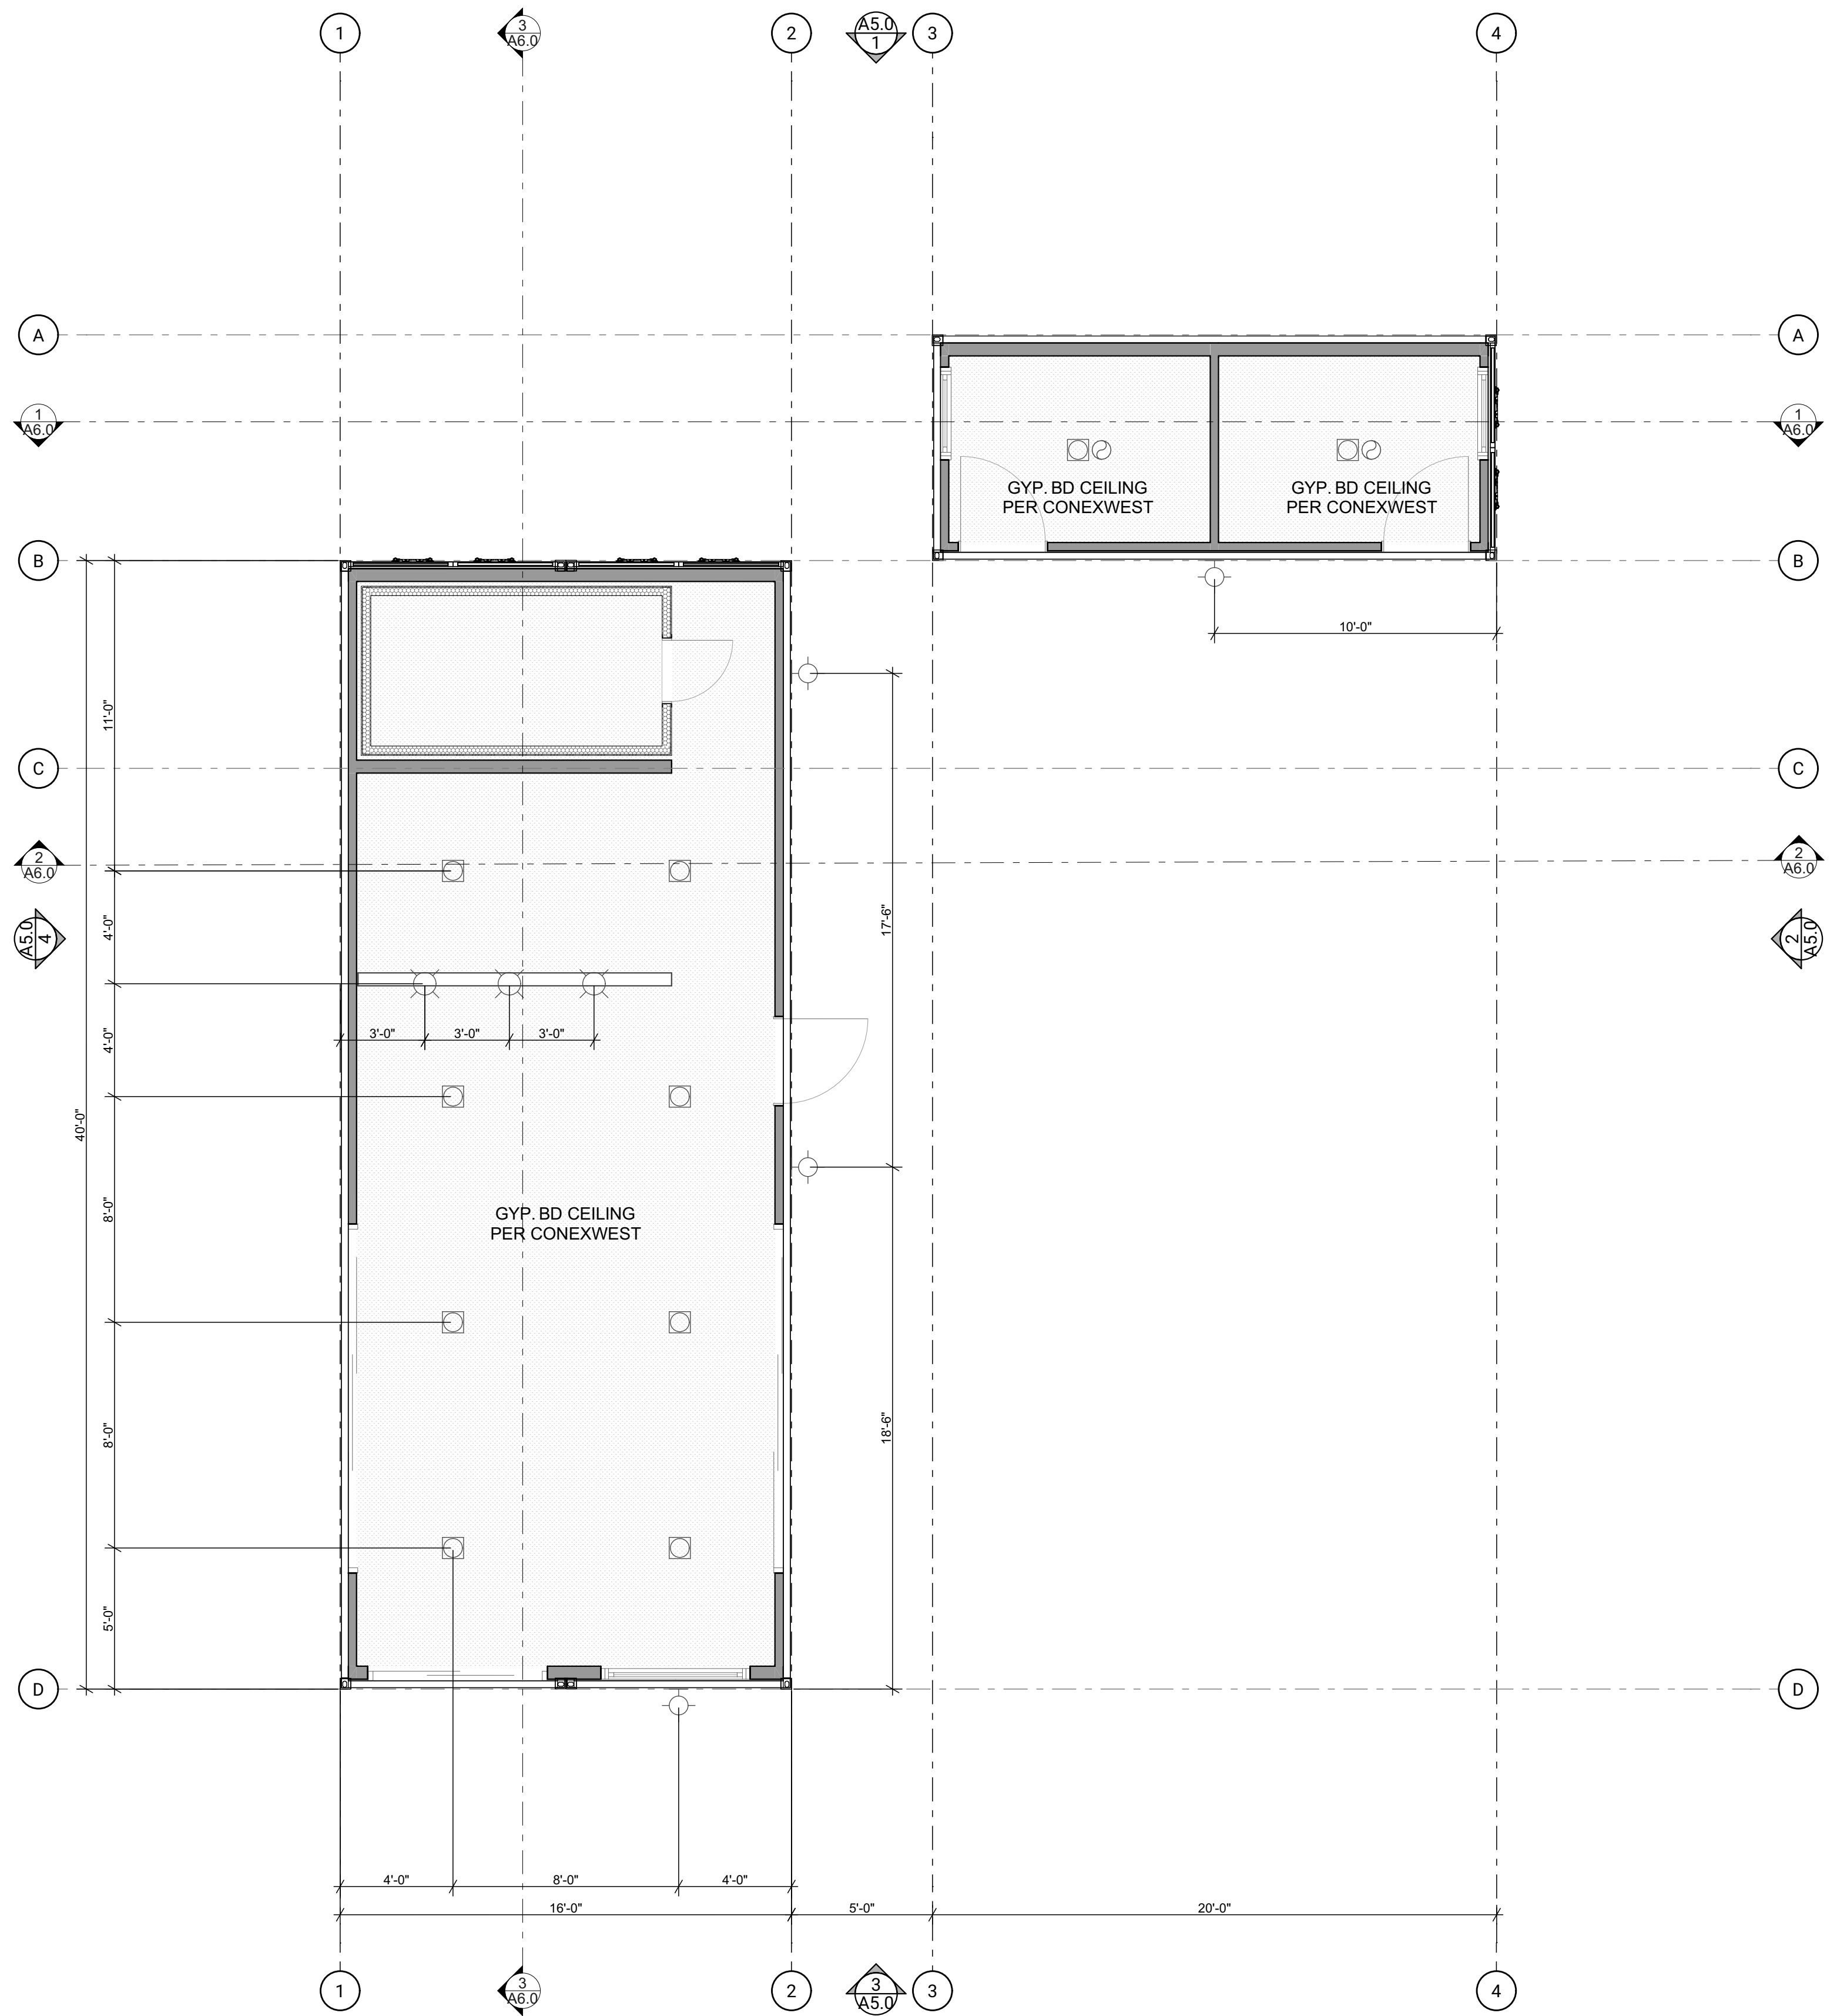 1
3
A6.0
2
A5.0
1
3
4
A
A
1
A6.0
1
A6.0
GYP. BD CEILING
PER CONEXWEST
GYP. BD CEILING
PER CONEXWEST
B
B
10'-0"
11'-0"
C
C
2
A6.0
2
A6.0
4'-0"
17'-6"
A5.0
4
2
A5.0
3'-0"
3'-0"
3'-0"
4'-0"
40'-0"
8'-0"
GYP. BD CEILING
PER CONEXWEST
8'-0"
18'-6"
5'-0"
D
D
4'-0"
8'-0"
4'-0"
16'-0"
5'-0"
20'-0"
1
3
A6.0
2
3
A5.0
3
4